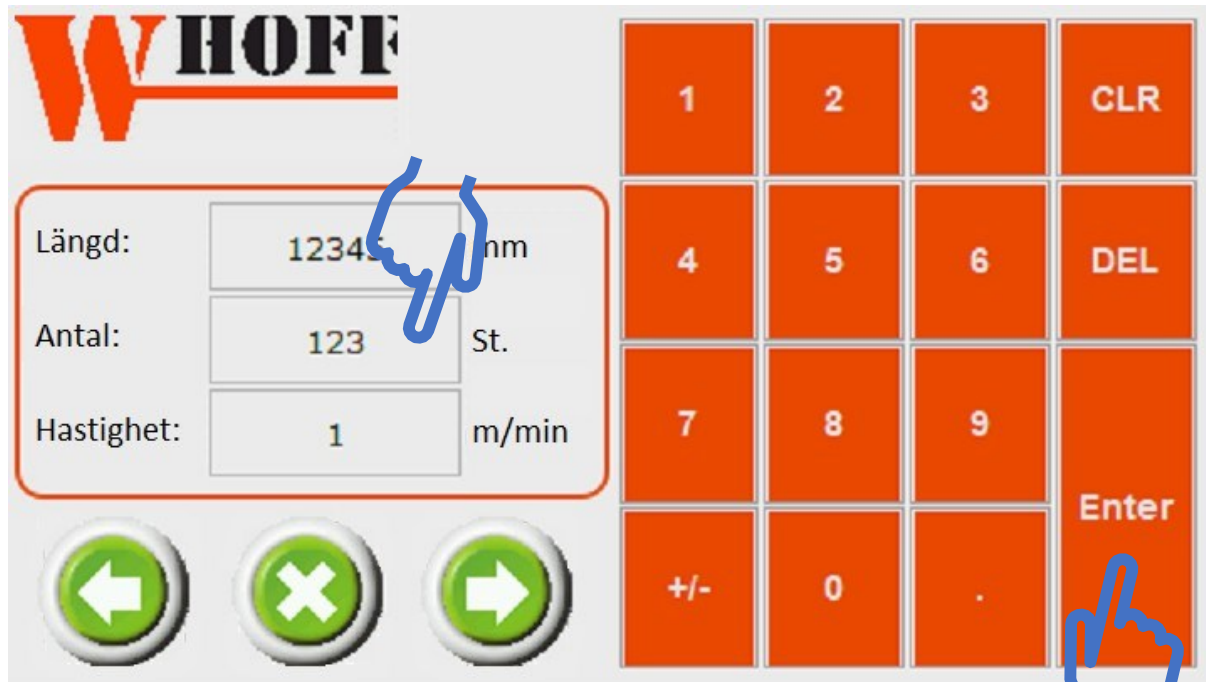 WHOFF
Längd: 12345 mm
Antal: 123 St.
Hastighet: 1 m/min
1 2 3 CLR
4 5 6 DEL
7 8 9
Enter
+/- 0 .